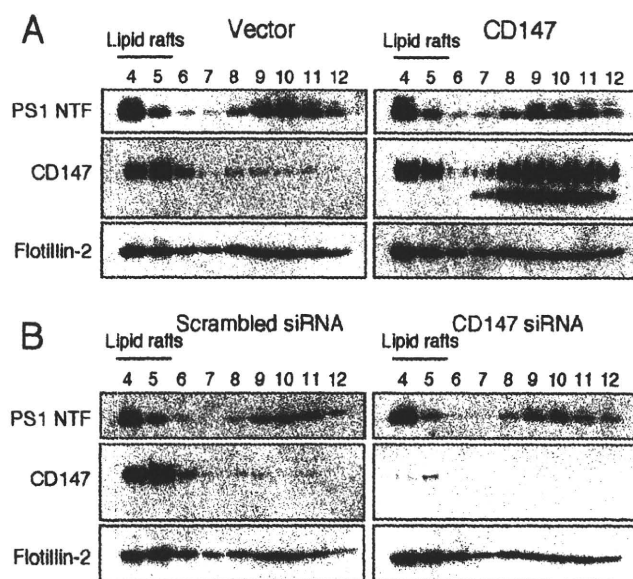 A
Vector
CD147
Lipid rafts
Lipid rafts
4 5 6 7 8 9 10 11 12
4 5 6 7 8 9 10 11 12
PS1 NTF
CD147
Flotillin-2
B
Scrambled siRNA
CD147 siRNA
Lipid rafts
Lipid rafts
4 5 6 7 8 9 10 11 12
4 5 6 7 8 9 10 11 12
PS1 NTF
CD147
Flotillin-2